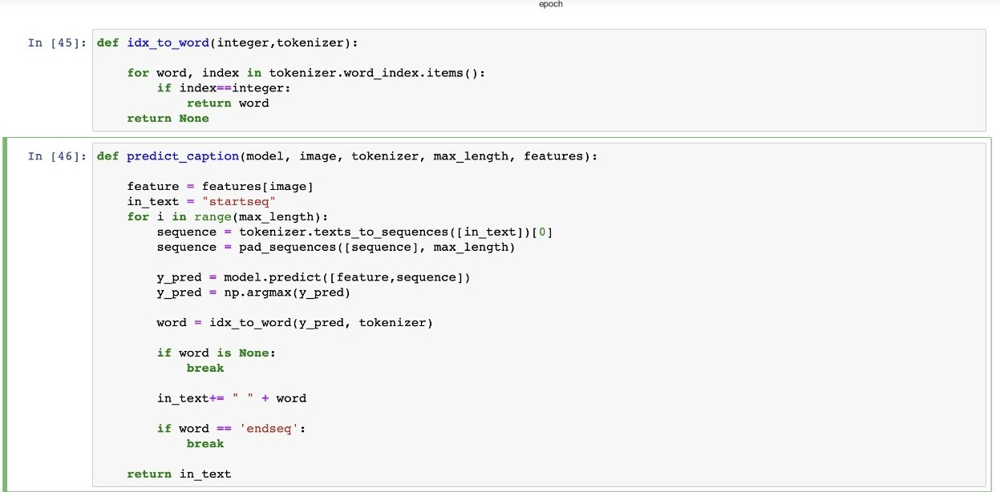 epoch
In [45]: def idx_to_word(integer,tokenizer):
    for word, index in tokenizer.word_index.items():
        if index==integer:
            return word
    return None
In [46]: def predict_caption(model, image, tokenizer, max_length, features):
    feature = features[image]
    in_text = "startseq"
    for i in range(max_length):
        sequence = tokenizer.texts_to_sequences([in_text])[0]
        sequence = pad_sequences([sequence], max_length)
        y_pred = model.predict([feature,sequence])
        y_pred = np.argmax(y_pred)
        word = idx_to_word(y_pred, tokenizer)
        if word is None:
            break
        in_text+= " " + word
        if word == 'endseq':
            break
    return in_text